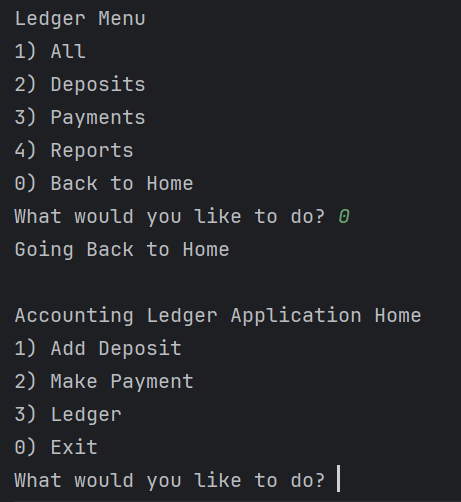 Ledger Menu
1) All
2) Deposits
3) Payments
4) Reports
0) Back to Home
What would you like to do? 0
Going Back to Home

Accounting Ledger Application Home
1) Add Deposit
2) Make Payment
3) Ledger
0) Exit
What would you like to do?